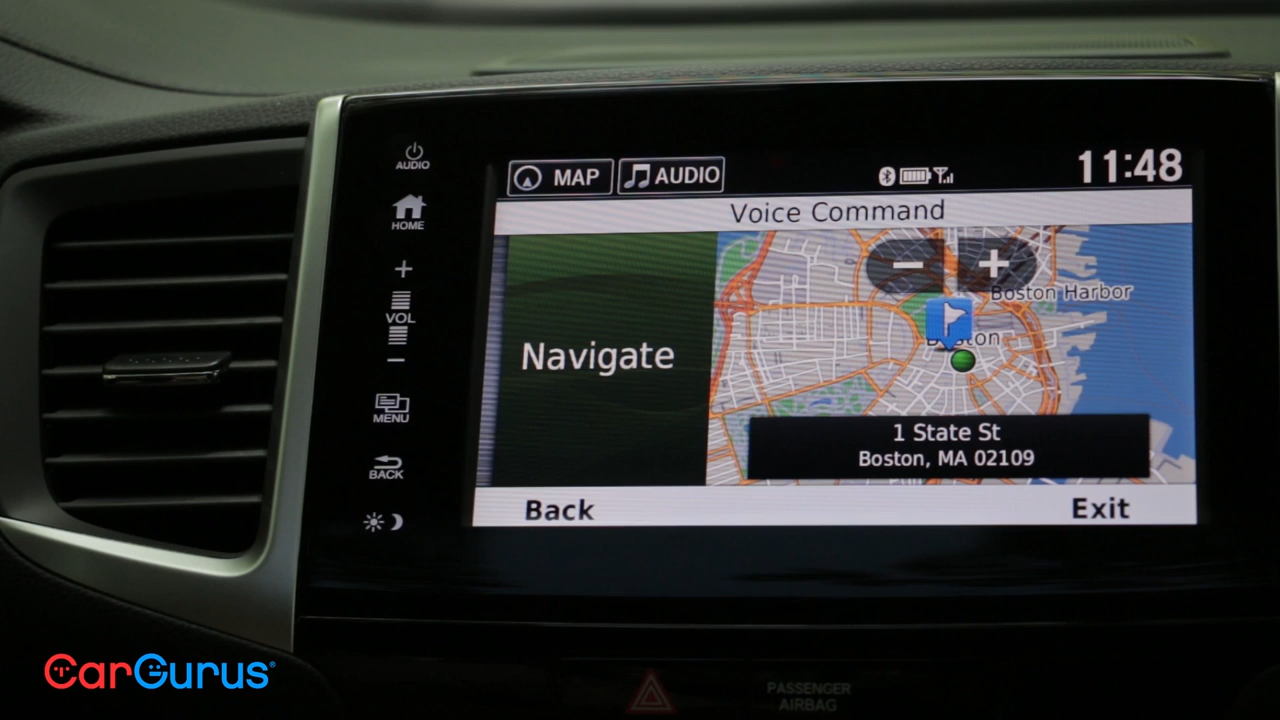 AUDIO
HOME
+
VOL
−
MENU
BACK
MAP
AUDIO
11:48
Voice Command
Navigate
− +
Boston Harbor
Boston
1 State St
Boston, MA 02109
Back
Exit
CarGurus®
PASSENGER
AIRBAG